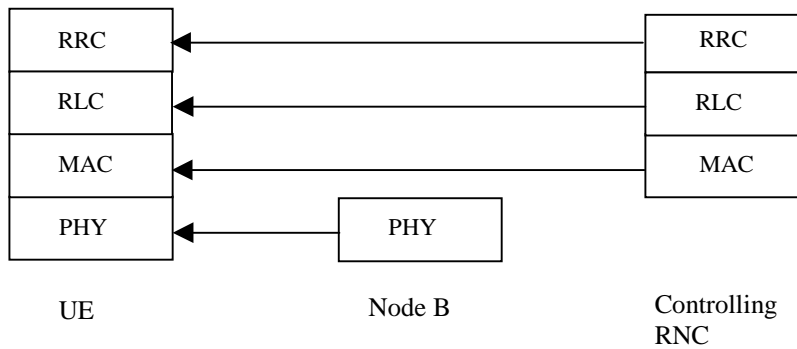 RRC
RRC
RLC
RLC
MAC
MAC
PHY
PHY
UE
Node B
Controlling
RNC